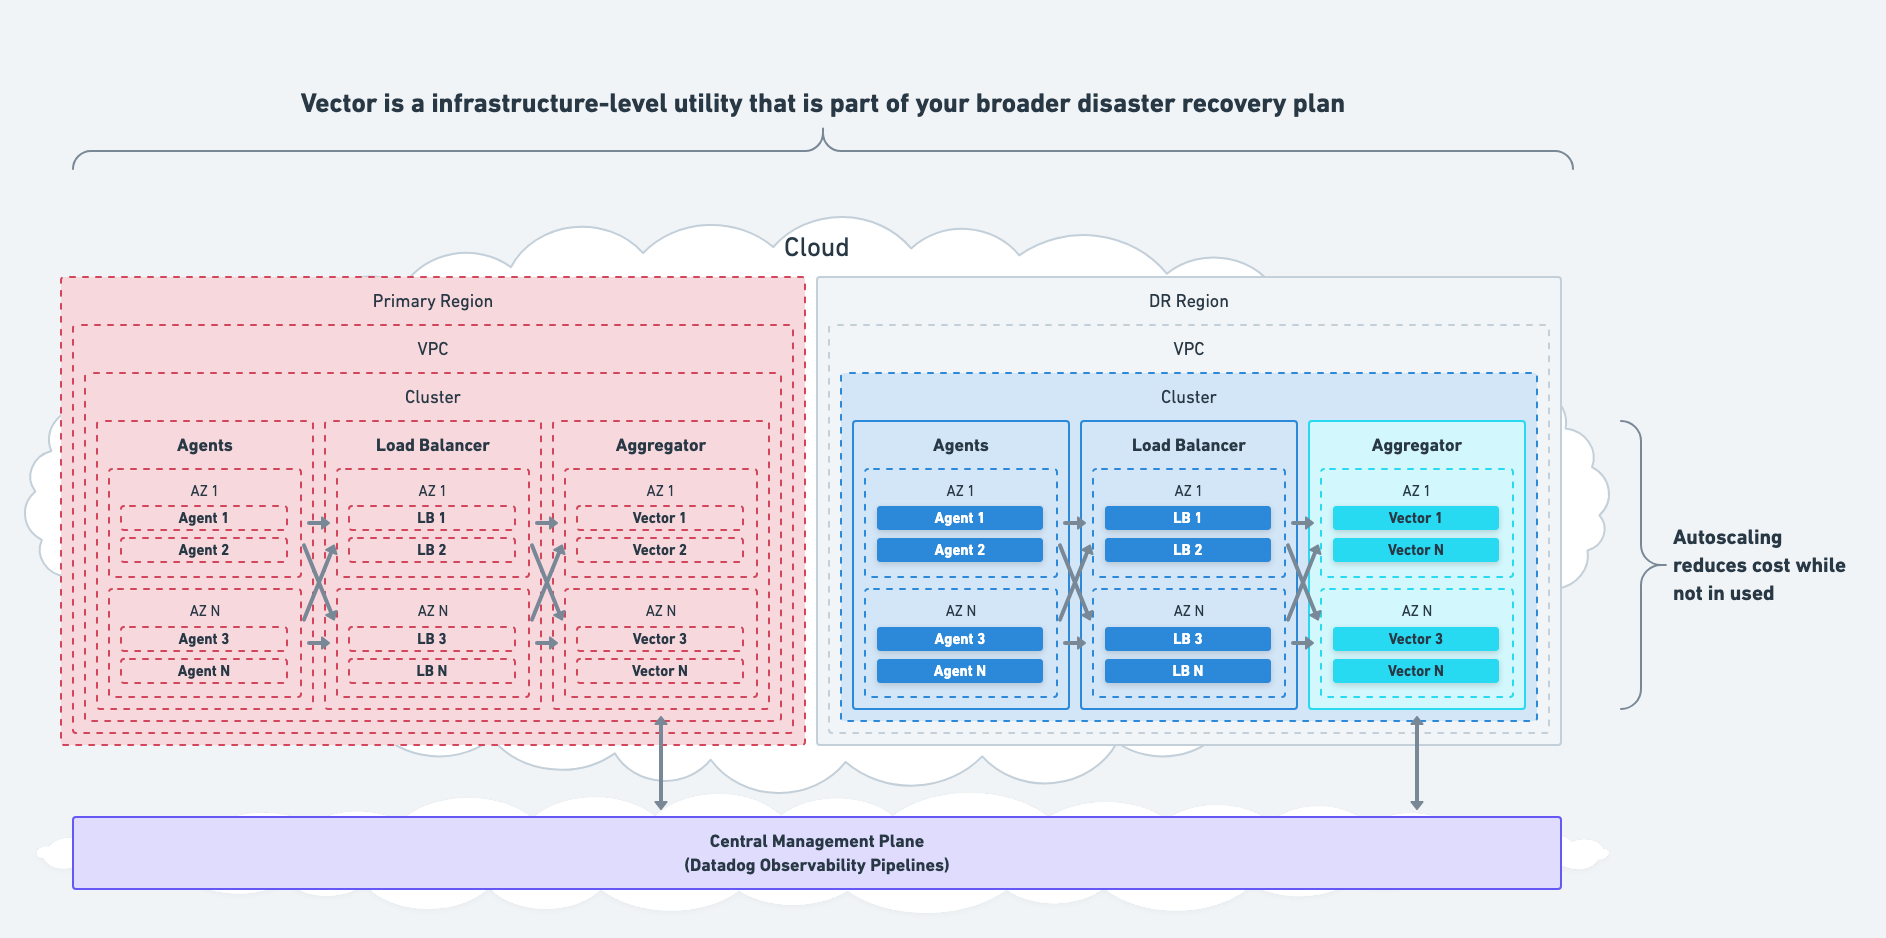 Vector is a infrastructure-level utility that is part of your broader disaster recovery plan
Cloud
Primary Region
VPC
Cluster
Agents
AZ 1
Agent 1
Agent 2
AZ N
Agent 3
Agent N
Load Balancer
AZ 1
LB 1
LB 2
AZ N
LB 3
LB N
Aggregator
AZ 1
Vector 1
Vector 2
AZ N
Vector 3
Vector N
DR Region
VPC
Cluster
Agents
AZ 1
Agent 1
Agent 2
AZ N
Agent 3
Agent N
Load Balancer
AZ 1
LB 1
LB 2
AZ N
LB 3
LB N
Aggregator
AZ 1
Vector 1
Vector N
AZ N
Vector 3
Vector N
Autoscaling
reduces cost while
not in used
Central Management Plane
(Datadog Observability Pipelines)